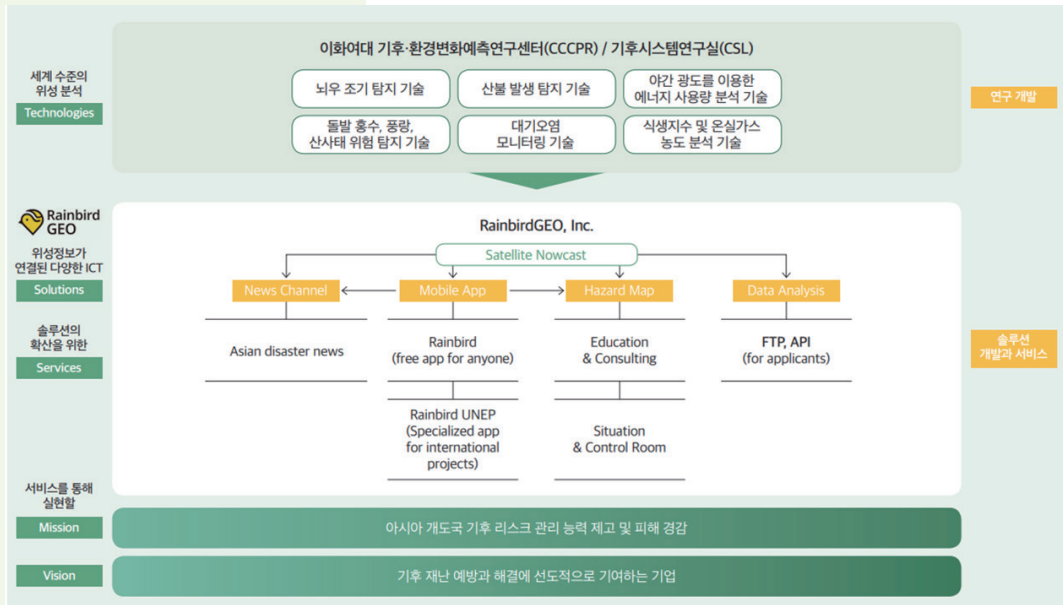 이화여대 기후·환경변화예측연구센터(CCCPR) / 기후시스템연구실(CSL)
세계 수준의
위성 분석
Technologies
뇌우 조기 탐지 기술
산불 발생 탐지 기술
야간 광도를 이용한
에너지 사용량 분석 기술
돌발 홍수, 풍랑,
산사태 위험 탐지 기술
대기오염
모니터링 기술
식생지수 및 온실가스
농도 분석 기술
연구 개발
Rainbird
GEO
위성정보가
연결된 다양한 ICT
Solutions
RainbirdGEO, Inc.
Satellite Nowcast
News Channel
Mobile App
Hazard Map
Data Analysis
솔루션의
확산을 위한
Services
Asian disaster news
Rainbird
(free app for anyone)
Education
& Consulting
FTP, API
(for applicants)
Rainbird UNEP
(Specialized app
for international
projects)
Situation
& Control Room
솔루션
개발과 서비스
서비스를 통해
실현할
Mission
아시아 개도국 기후 리스크 관리 능력 제고 및 피해 경감
Vision
기후 재난 예방과 해결에 선도적으로 기여하는 기업